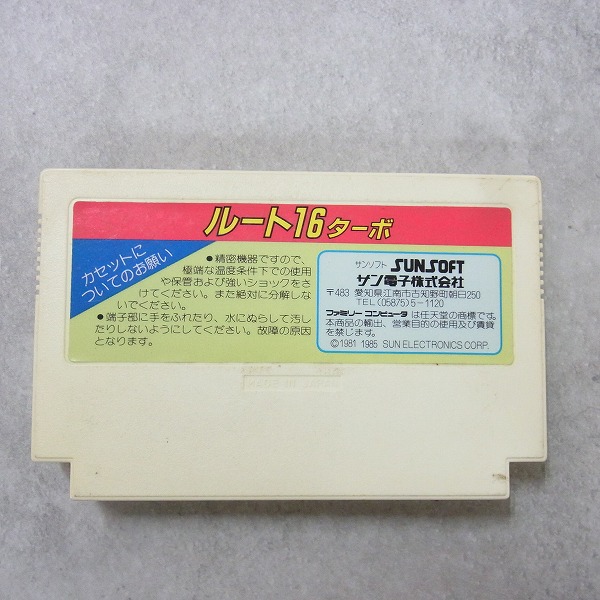 ルート16ターボ
カセットに
ついてのお願い
●精密機器ですので、
極端な温度条件下での使用
や保管および強いショックをさ
けてください。また絶対に分解しな
いでください。
●端子部に手をふれたり、水にぬらして汚し
たりしないようにしてください。故障の原因
となります。
サンソフト SUNSOFT
サン電子株式会社
〒483 愛知県江南市古知野町朝日250
TEL(05875)5-1120
ファミリーコンピュータは任天堂の商標です。
本商品の輸出、営業目的の使用及び賃貸
を禁じます。
©1981 1985 SUN ELECTRONICS CORP.